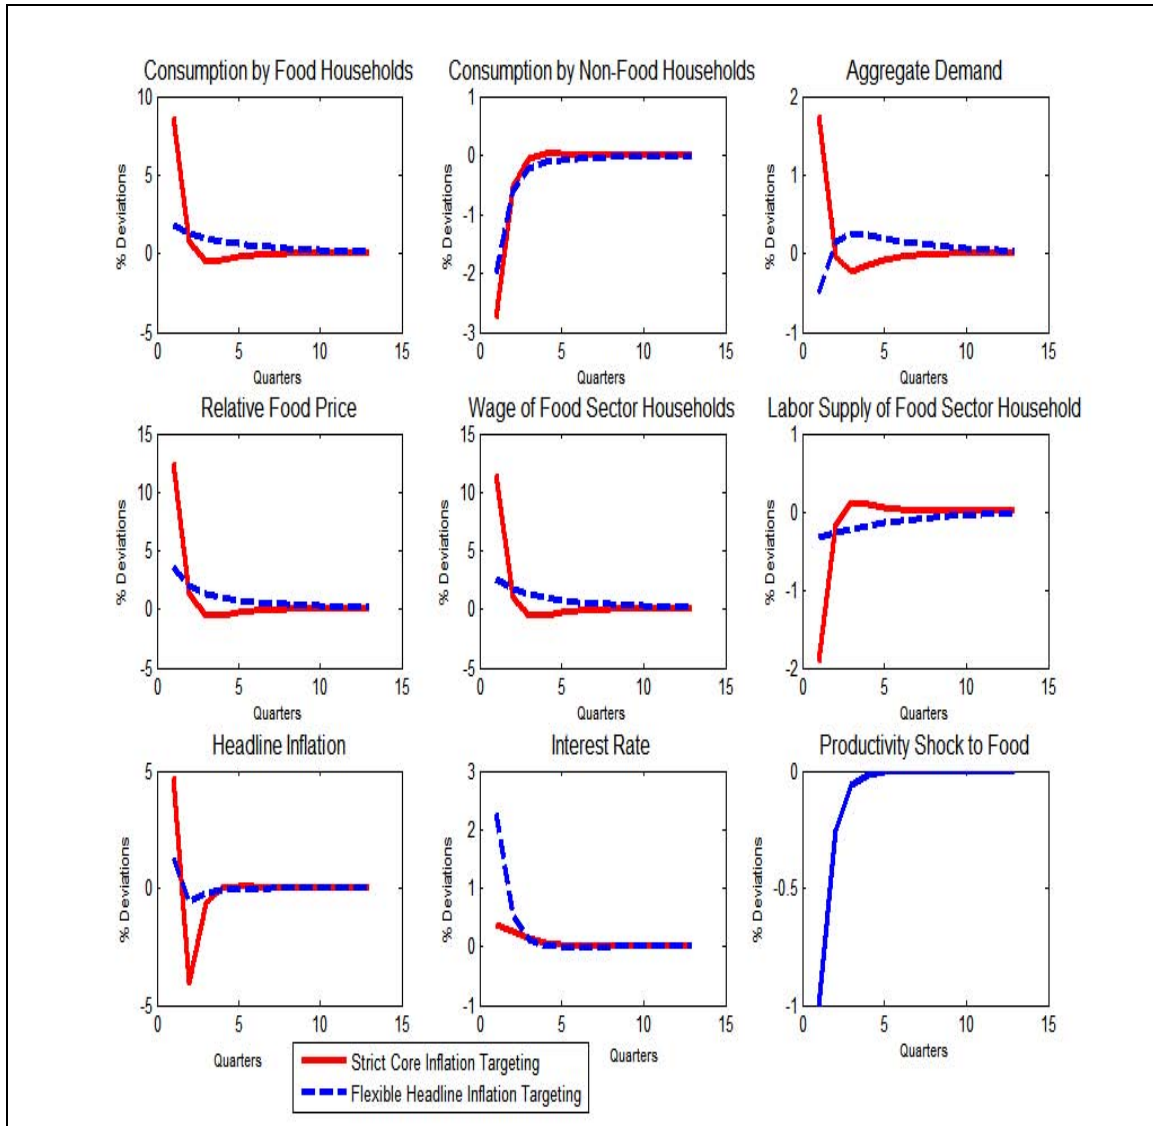 Consumption by Food Households
Consumption by Non-Food Households
Aggregate Demand
10
5
0
-5
% Deviations
0 5 10 15
Quarters
1
0
-1
-2
-3
% Deviations
0 5 10 15
Quarters
2
1
0
-1
% Deviations
0 5 10 15
Quarters
Relative Food Price
Wage of Food Sector Households
Labor Supply of Food Sector Household
15
10
5
0
-5
% Deviations
0 5 10 15
Quarters
15
10
5
0
-5
% Deviations
0 5 10 15
Quarters
1
0
-1
-2
% Deviations
0 5 10 15
Quarters
Headline Inflation
Interest Rate
Productivity Shock to Food
5
0
-5
% Deviations
0 5 10 15
Quarters
3
2
1
0
-1
% Deviations
0 5 10 15
Quarters
0
-0.5
-1
% Deviations
0 5 10 15
Quarters
Strict Core Inflation Targeting
Flexible Headline Inflation Targeting